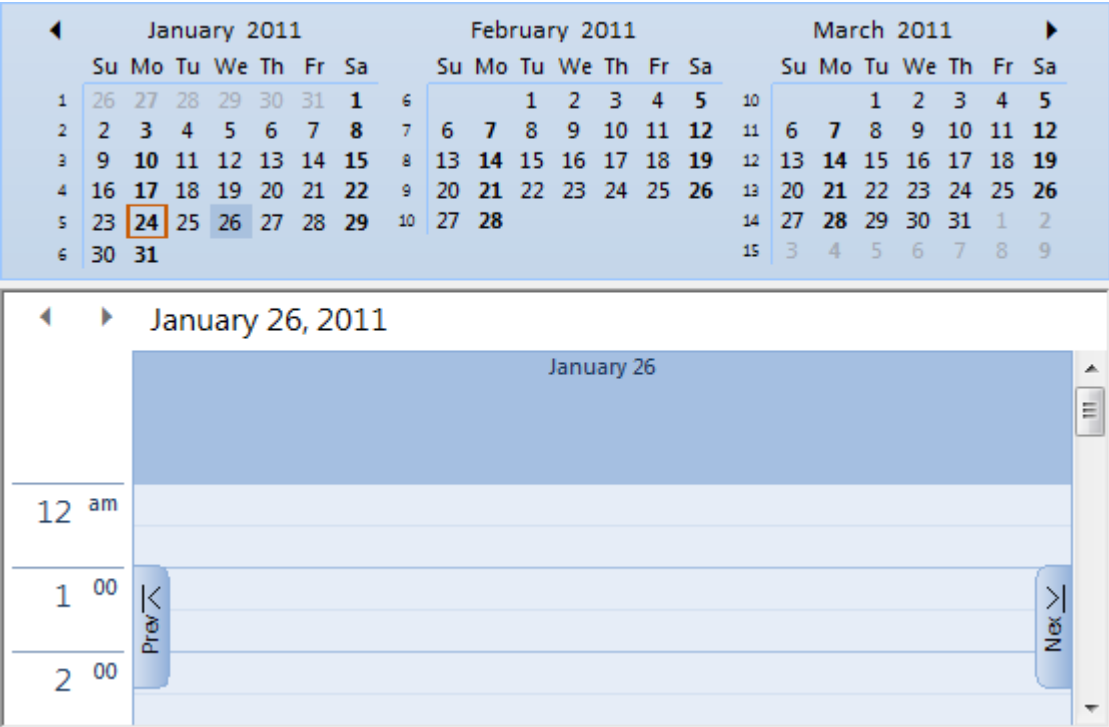 January 2011 February 2011 March 2011
Su Mo Tu We Th Fr Sa Su Mo Tu We Th Fr Sa Su Mo Tu We Th Fr Sa
1 26 27 28 29 30 31 1 6 1 2 3 4 5 10 1 2 3 4 5
2 2 3 4 5 6 7 8 7 6 7 8 9 10 11 12 11 6 7 8 9 10 11 12
3 9 10 11 12 13 14 15 8 13 14 15 16 17 18 19 12 13 14 15 16 17 18 19
4 16 17 18 19 20 21 22 9 20 21 22 23 24 25 26 13 20 21 22 23 24 25 26
5 23 24 25 26 27 28 29 10 27 28 14 27 28 29 30 31 1 2
6 30 31 15 3 4 5 6 7 8 9
January 26, 2011
January 26
12 am
1 00
Prev
Nex
2 00